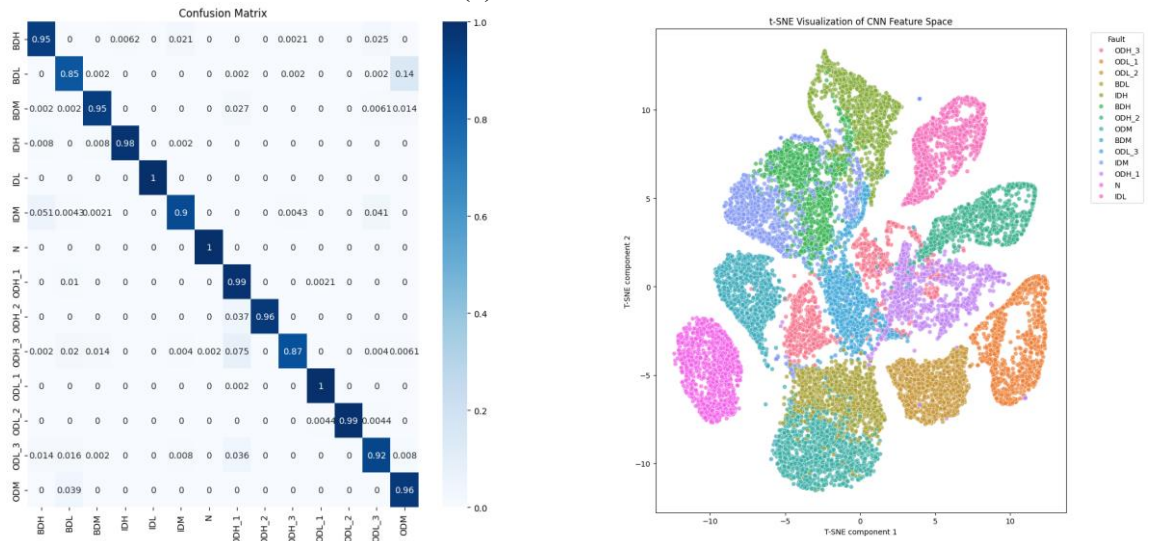 Confusion Matrix
BDH 0.95 0 0 0.0062 0 0.021 0 0 0 0.0021 0 0 0.025 0
BDL 0 0.85 0.002 0 0 0 0 0.002 0 0.002 0 0 0.002 0.14
BDM 0.002 0.002 0.95 0 0 0 0 0.027 0 0 0 0 0.0061 0.014
IDH 0.008 0 0.008 0.98 0 0.002 0 0 0 0 0 0 0 0
IDL 0 0 0 0 1 0 0 0 0 0 0 0 0 0
IDM 0.051 0.0043 0.0021 0 0 0.9 0 0 0 0.0043 0 0 0.041 0
N 0 0 0 0 0 0 1 0 0 0 0 0 0 0
ODH_1 0 0.01 0 0 0 0 0 0.99 0 0 0.0021 0 0 0
ODH_2 0 0 0 0 0 0 0 0.037 0.96 0 0 0 0 0
ODH_3 0.002 0.02 0.014 0 0 0.004 0.002 0.075 0 0.87 0 0 0.004 0.0061
ODL_1 0 0 0 0 0 0 0 0.002 0 0 1 0 0 0
ODL_2 0 0 0 0 0 0 0 0 0 0 0.0044 0.99 0.0044 0
ODL_3 0.014 0.016 0.002 0 0 0.008 0 0.036 0 0 0 0 0.92 0.008
ODM 0 0.039 0 0 0 0 0 0 0 0 0 0 0 0.96
BDH BDL BDM IDH IDL IDM N ODH_1 ODH_2 ODH_3 ODL_1 ODL_2 ODL_3 ODM
1.0
0.8
0.6
0.4
0.2
0.0
t-SNE Visualization of CNN Feature Space
T-SNE component 2
10
5
0
−5
−10
−10 −5 0 5 10
T-SNE component 1
Fault
ODH_3
ODL_1
ODL_2
BDL
IDH
BDH
ODH_2
ODM
BDM
ODL_3
IDM
ODH_1
N
IDL